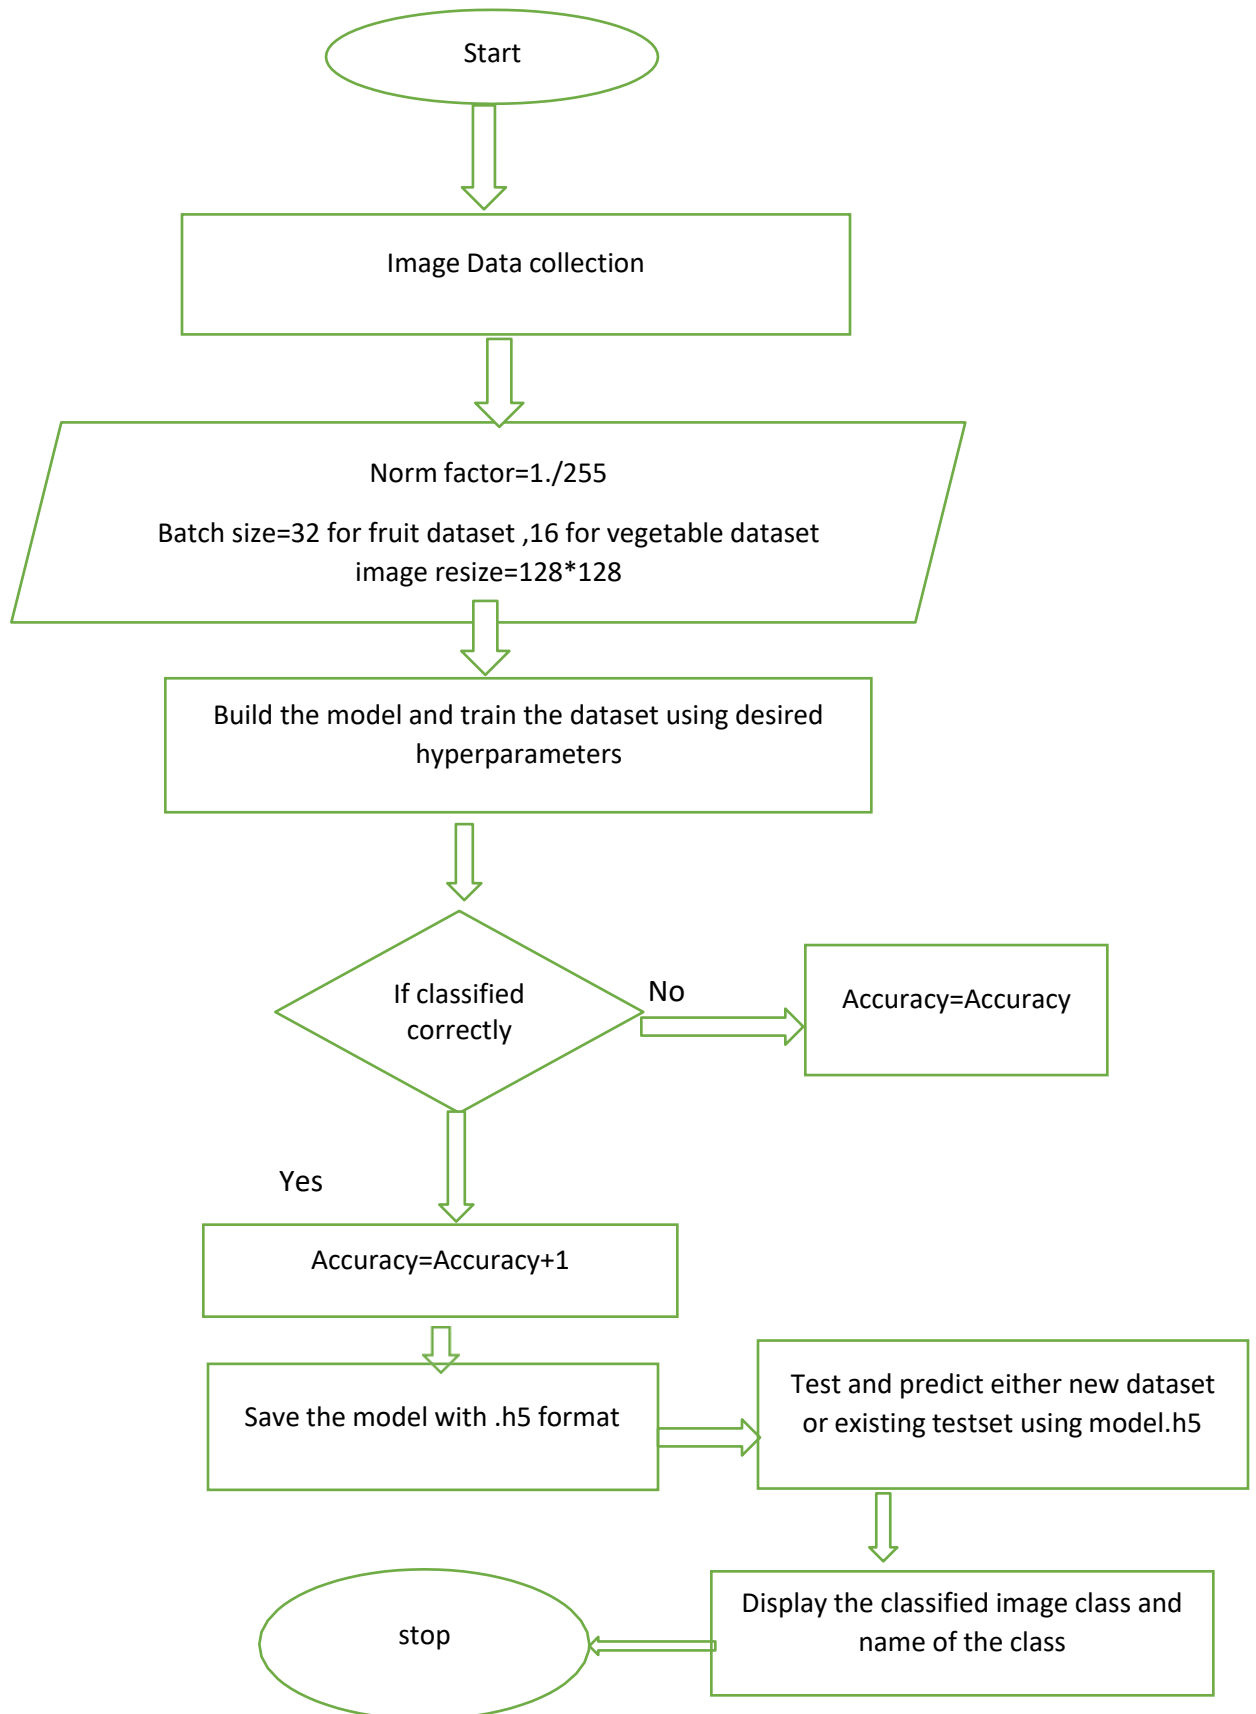 Start
Image Data collection
Norm factor=1./255
Batch size=32 for fruit dataset ,16 for vegetable dataset
image resize=128*128
Build the model and train the dataset using desired
hyperparameters
If classified
correctly
No
Accuracy=Accuracy
Yes
Accuracy=Accuracy+1
Save the model with .h5 format
Test and predict either new dataset
or existing testset using model.h5
Display the classified image class and
name of the class
stop